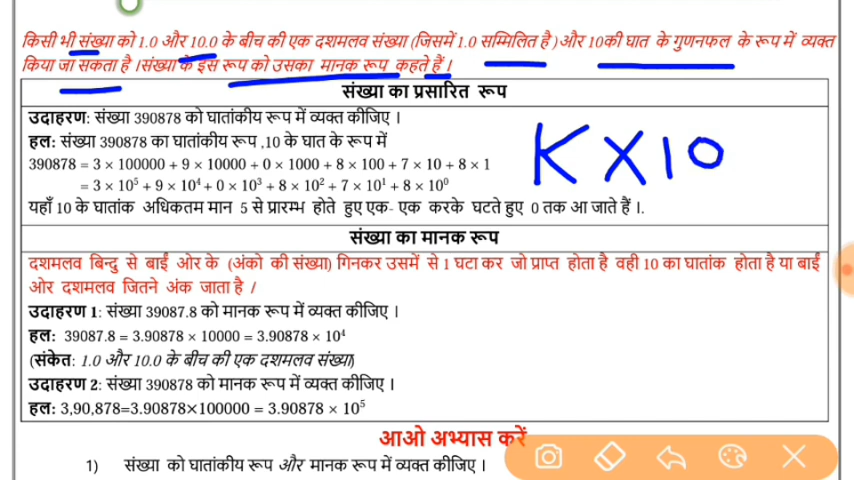 किसी भी संख्या को 1.0 और 10.0 के बीच की एक दशमलव संख्या (जिसमें 1.0 सम्मिलित है) और 10की घात के गुणनफल के रूप में व्यक्त
किया जा सकता है ।संख्या के इस रूप को उसका मानक रूप कहते हैं ।
संख्या का प्रसारित रूप
उदाहरण: संख्या 390878 को घातांकीय रूप में व्यक्त कीजिए ।
हल: संख्या 390878 का घातांकीय रूप ,10 के घात के रूप में
390878 = 3 × 100000 + 9 × 10000 + 0 × 1000 + 8 × 100 + 7 × 10 + 8 × 1
= 3 × 10⁵ + 9 × 10⁴ + 0 × 10³ + 8 × 10² + 7 × 10¹ + 8 × 10⁰
यहाँ 10 के घातांक अधिकतम मान 5 से प्रारम्भ होते हुए एक- एक करके घटते हुए 0 तक आ जाते हैं ।.
K X 10
संख्या का मानक रूप
दशमलव बिन्दु से बाईं ओर के (अंको की संख्या) गिनकर उसमें से 1 घटा कर जो प्राप्त होता है वही 10 का घातांक होता है या बाईं
ओर दशमलव जितने अंक जाता है ।
उदाहरण 1: संख्या 39087.8 को मानक रूप में व्यक्त कीजिए ।
हल: 39087.8 = 3.90878 × 10000 = 3.90878 × 10⁴
(संकेत: 1.0 और 10.0 के बीच की एक दशमलव संख्या)
उदाहरण 2: संख्या 390878 को मानक रूप में व्यक्त कीजिए ।
हल: 3,90,878=3.90878×100000 = 3.90878 × 10⁵
आओ अभ्यास करें
1) संख्या को घातांकीय रूप और मानक रूप में व्यक्त कीजिए ।